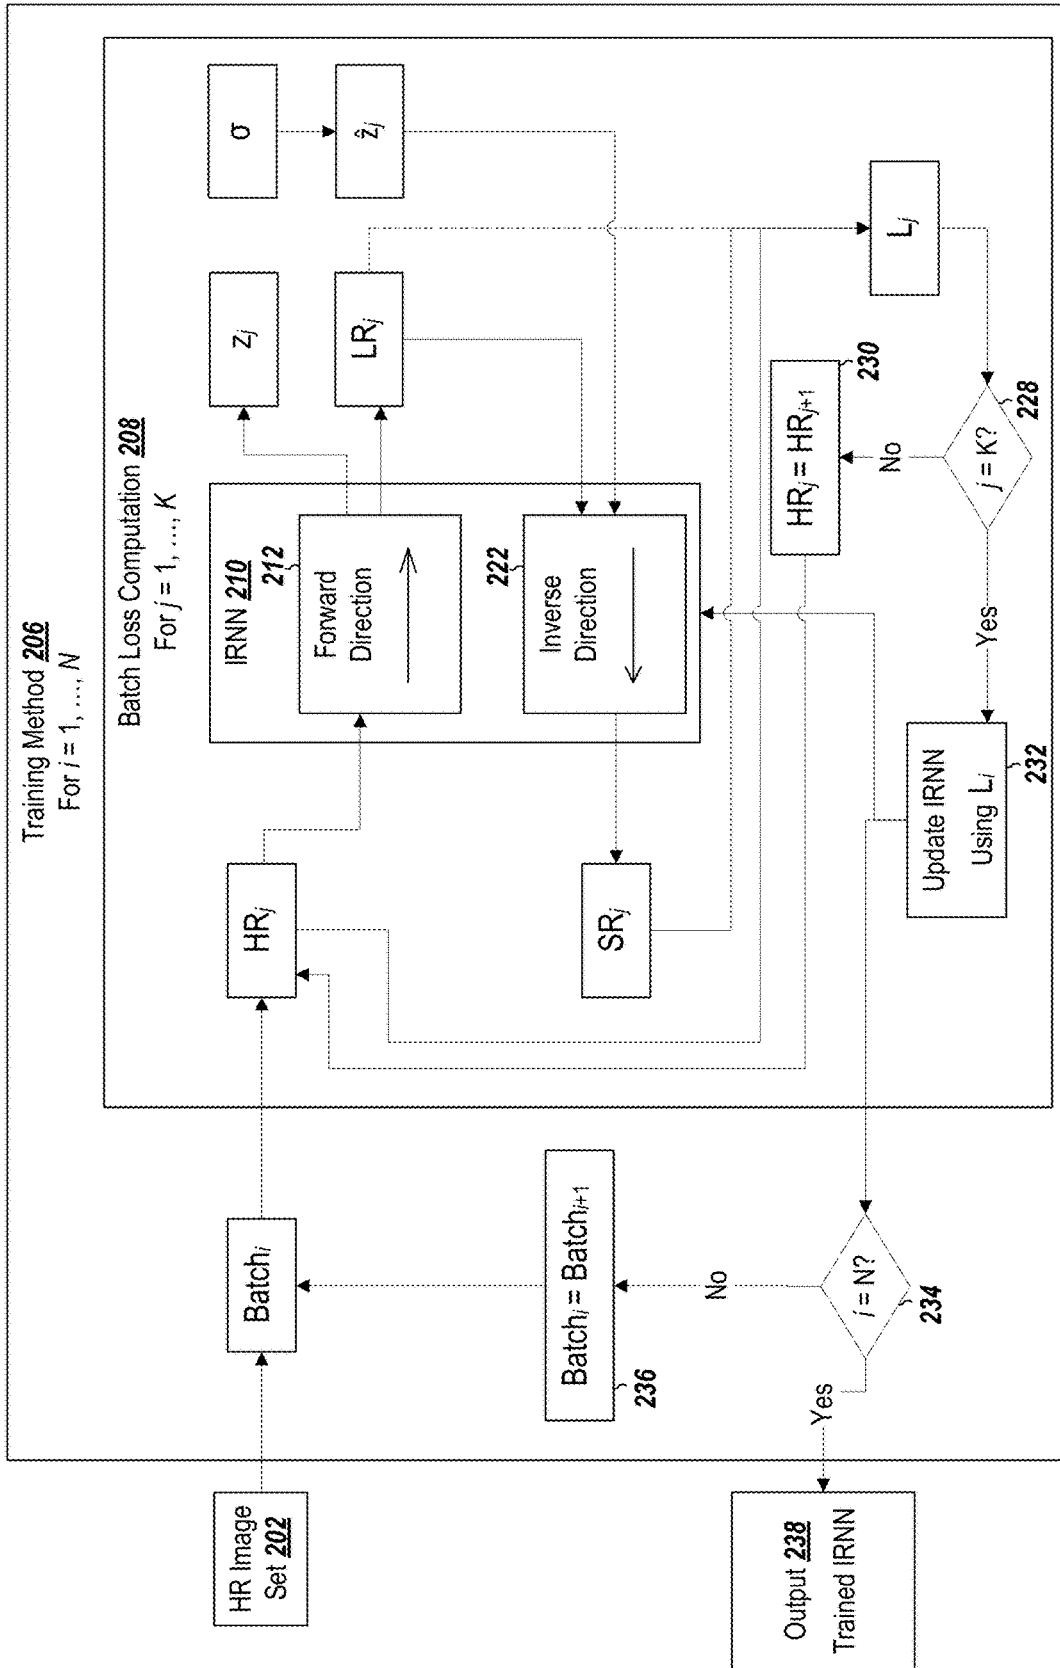 Training Method 206
For i = 1, ..., N
Batch Loss Computation 208
For j = 1, ..., K
HR Image
Set 202
Batchᵢ
HRⱼ
IRNN 210
212
Forward
Direction
zⱼ
LRⱼ
σ
ẑⱼ
222
Inverse
Direction
SRⱼ
Lⱼ
HRⱼ = HRⱼ₊₁
230
No
j = K?
228
Yes
Update IRNN
Using Lᵢ
232
Batchᵢ = Batchᵢ₊₁
236
No
i = N?
234
Yes
Output 238
Trained IRNN